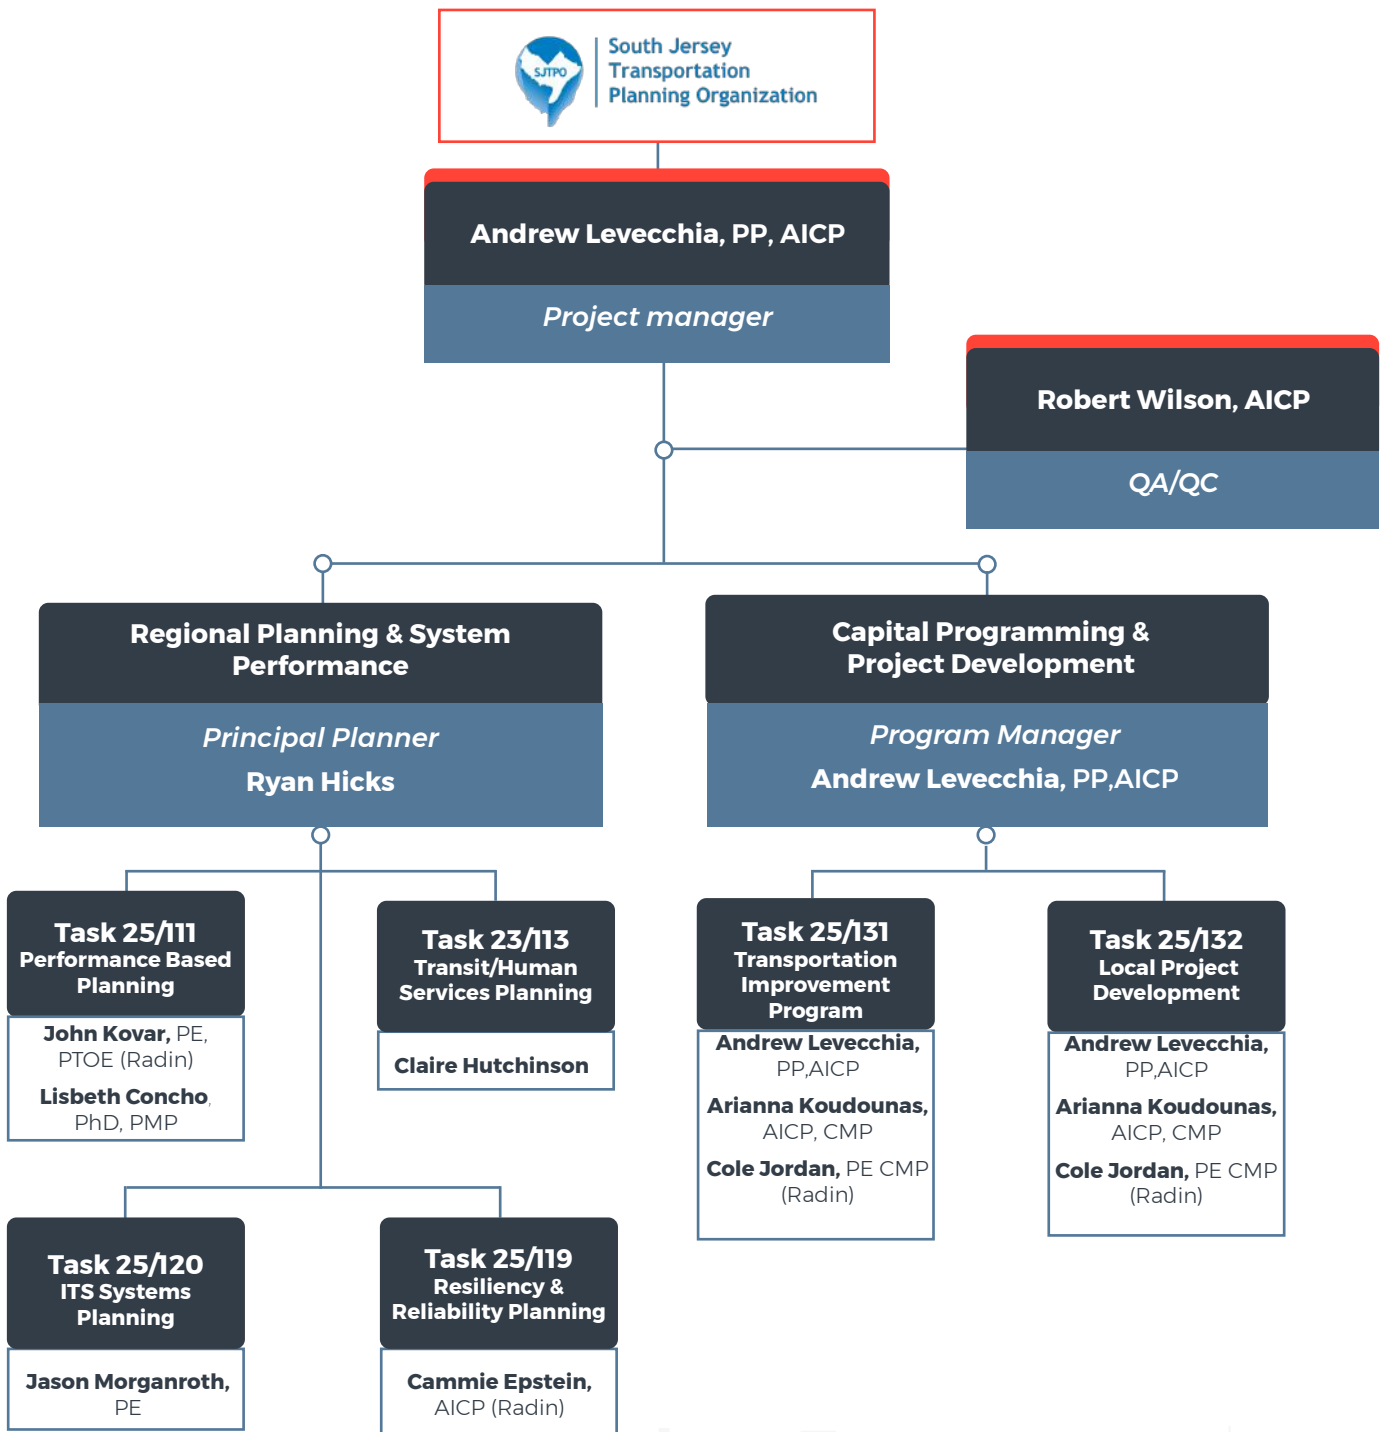 SJTPO
South Jersey
Transportation
Planning Organization
Andrew Levecchia, PP, AICP
Project manager
Robert Wilson, AICP
QA/QC
Regional Planning & System
Performance
Principal Planner
Ryan Hicks
Capital Programming &
Project Development
Program Manager
Andrew Levecchia, PP,AICP
Task 25/111
Performance Based
Planning
John Kovar, PE,
PTOE (Radin)
Lisbeth Concho,
PhD, PMP
Task 23/113
Transit/Human
Services Planning
Claire Hutchinson
Task 25/131
Transportation
Improvement
Program
Andrew Levecchia,
PP,AICP
Arianna Koudounas,
AICP, CMP
Cole Jordan, PE CMP
(Radin)
Task 25/132
Local Project
Development
Andrew Levecchia,
PP,AICP
Arianna Koudounas,
AICP, CMP
Cole Jordan, PE CMP
(Radin)
Task 25/120
ITS Systems
Planning
Jason Morganroth,
PE
Task 25/119
Resiliency &
Reliability Planning
Cammie Epstein,
AICP (Radin)